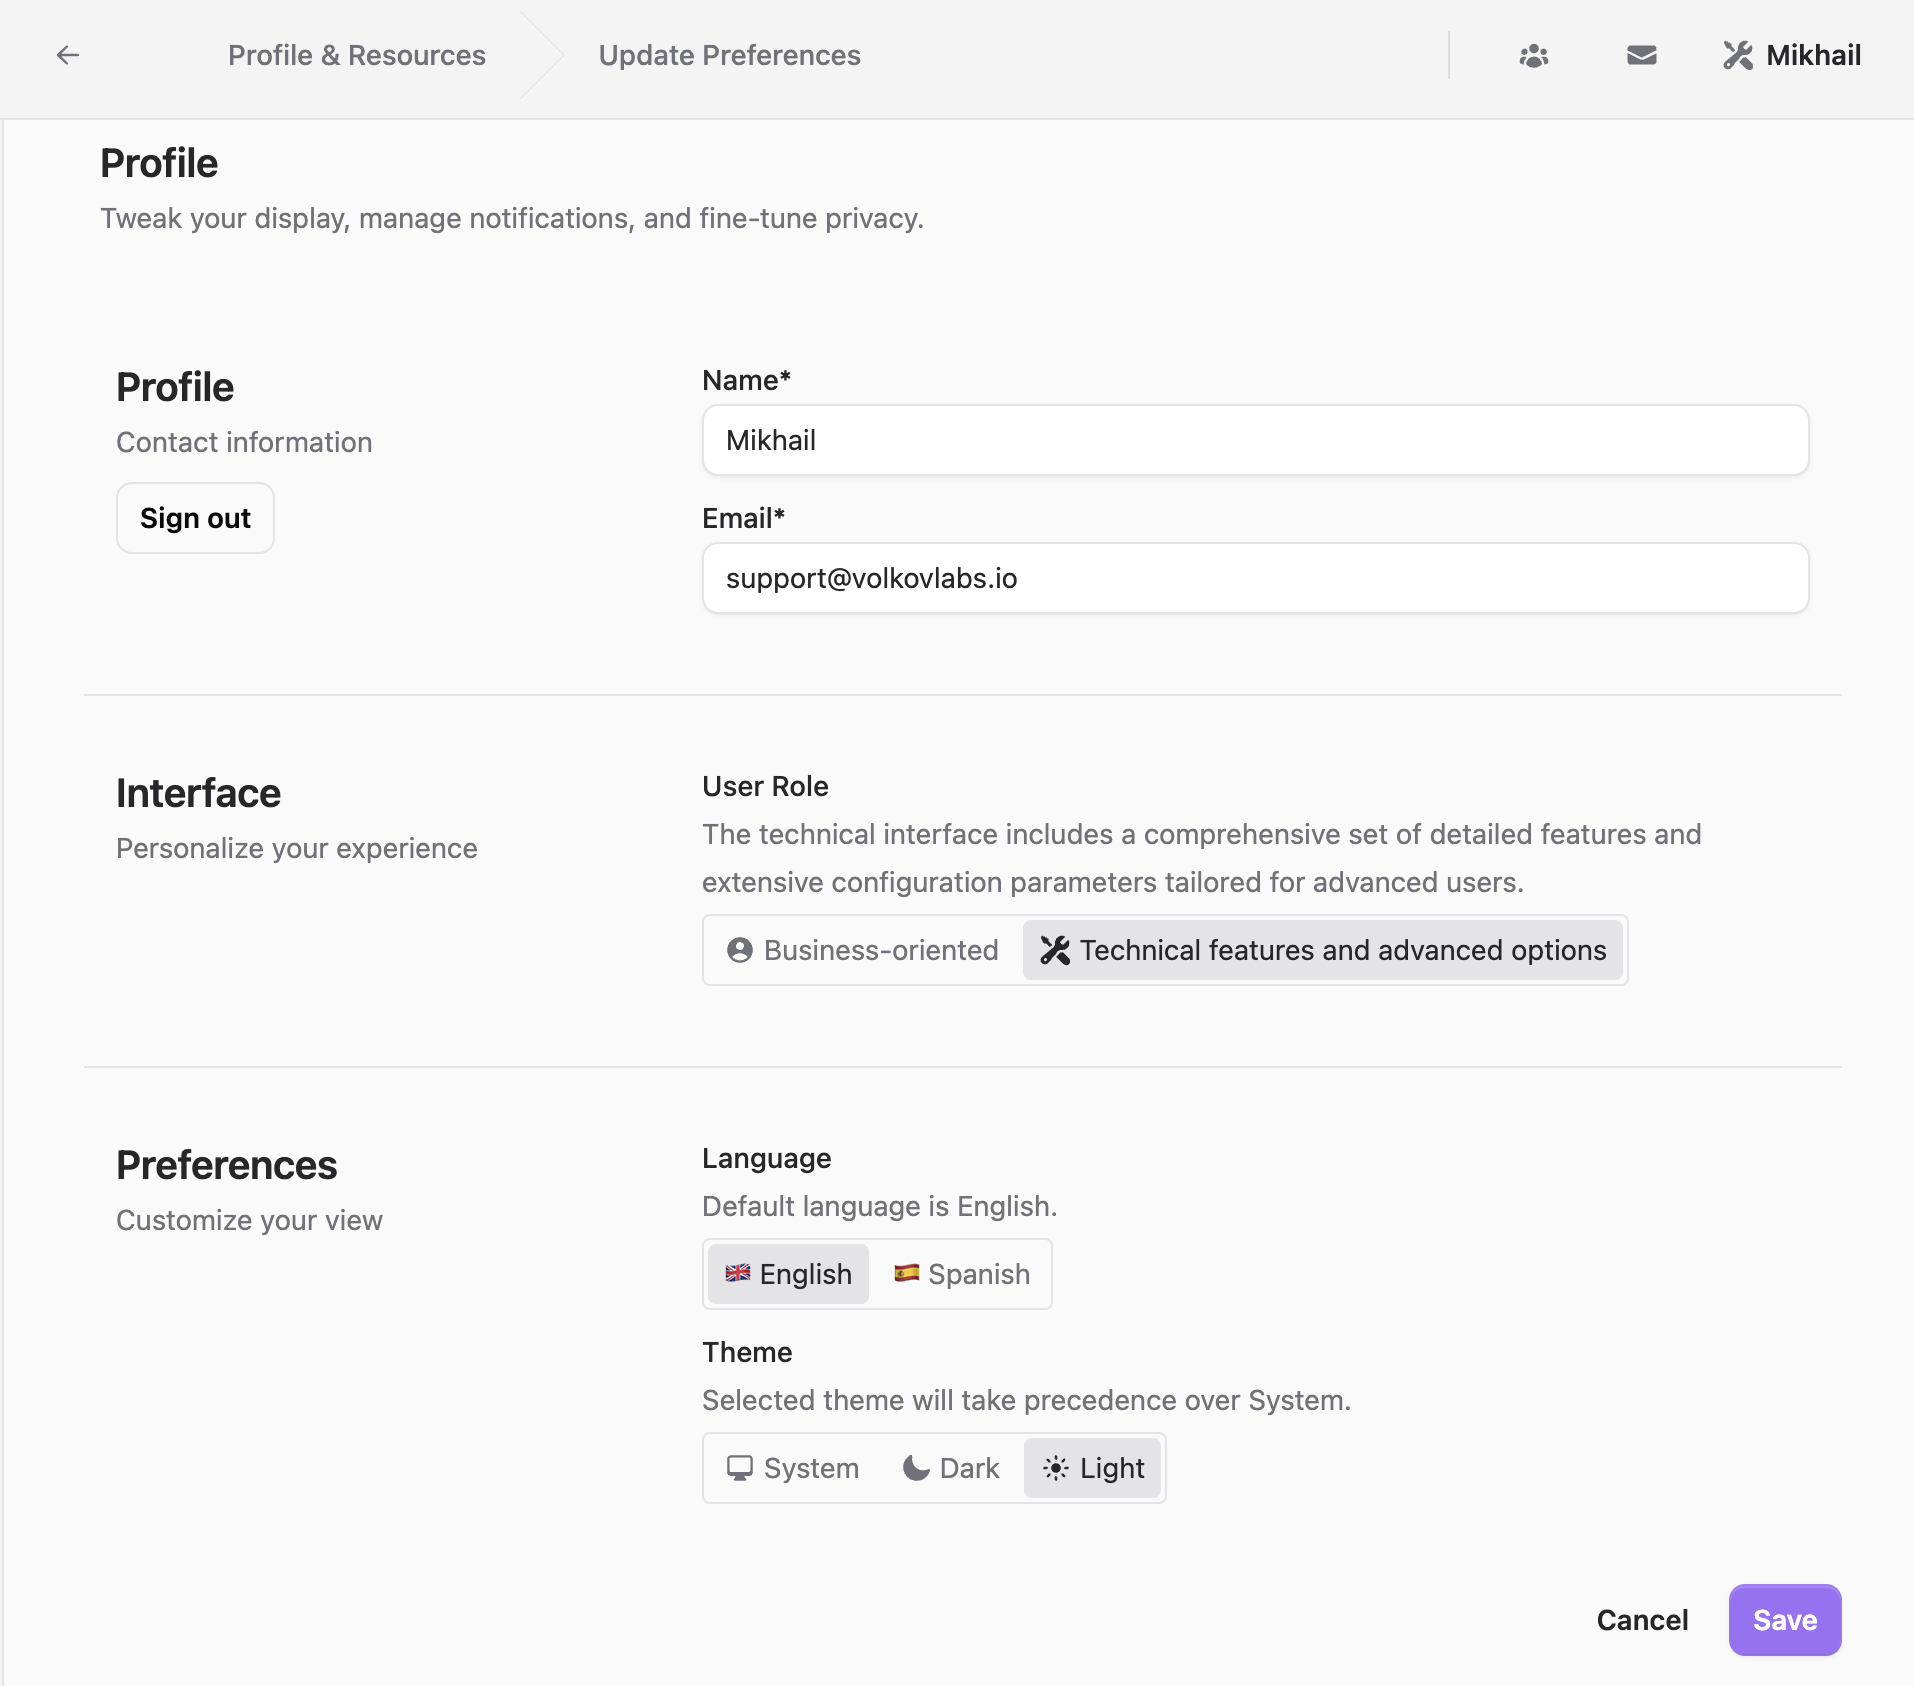 Profile & Resources
Update Preferences
Mikhail
Profile
Tweak your display, manage notifications, and fine-tune privacy.
Profile
Contact information
Sign out
Name*
Mikhail
Email*
support@volkovlabs.io
Interface
Personalize your experience
User Role
The technical interface includes a comprehensive set of detailed features and
extensive configuration parameters tailored for advanced users.
Business-oriented
Technical features and advanced options
Preferences
Customize your view
Language
Default language is English.
English
Spanish
Theme
Selected theme will take precedence over System.
System
Dark
Light
Cancel
Save